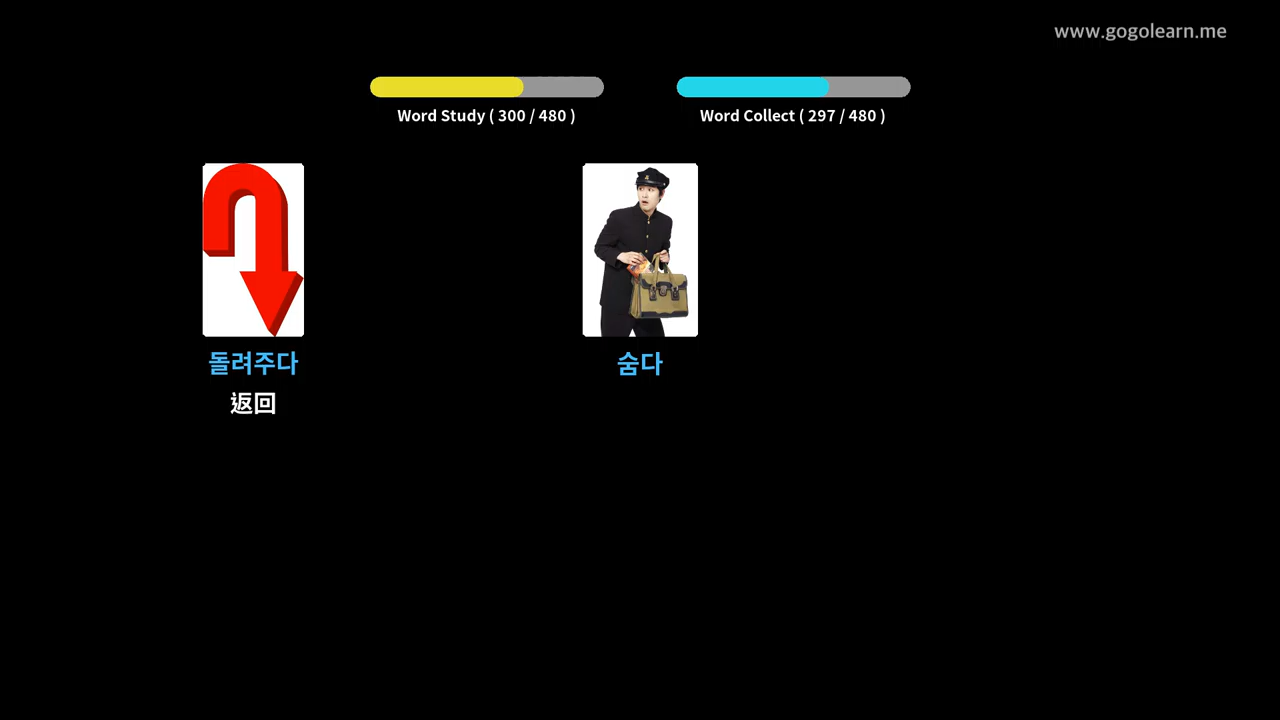 www.gogolearn.me
Word Study ( 300 / 480 )
Word Collect ( 297 / 480 )
돌려주다
숨다
返回